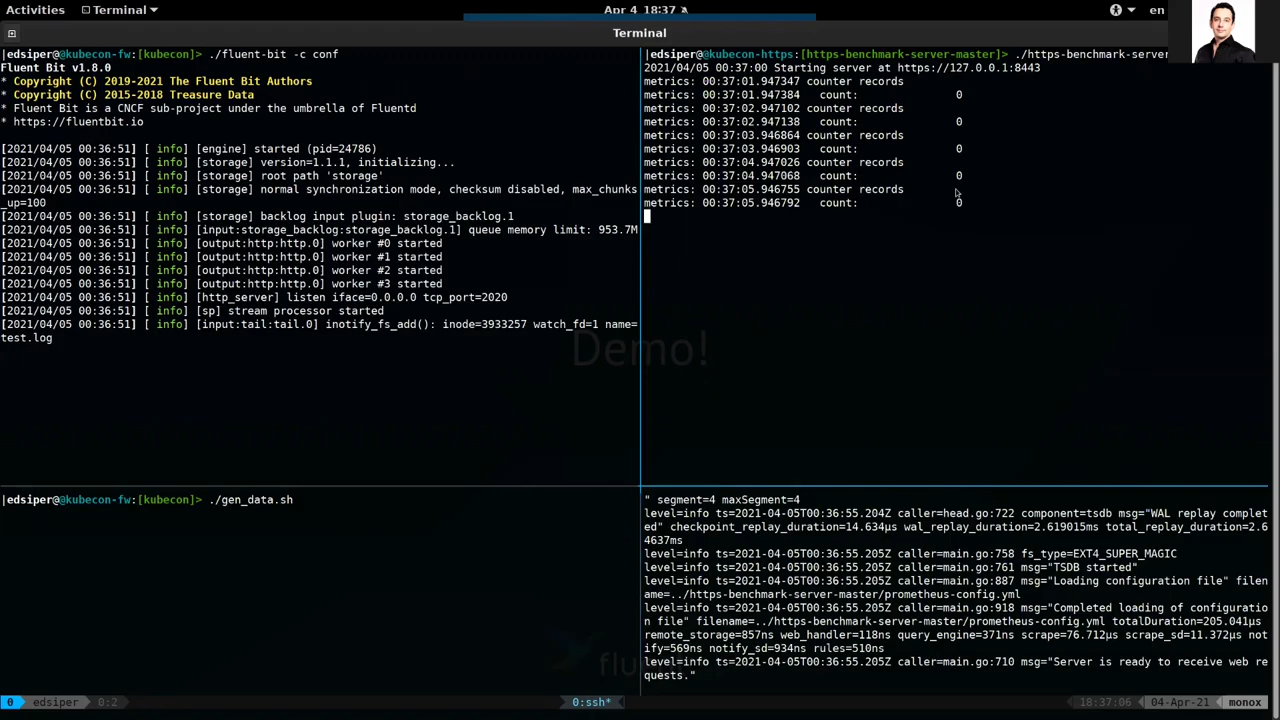 Activities Terminal Apr 4 18:37 en
Terminal
|edsiper@@kubecon-fw:[kubecon]> ./fluent-bit -c conf
Fluent Bit v1.8.0
* Copyright (C) 2019-2021 The Fluent Bit Authors
* Copyright (C) 2015-2018 Treasure Data
* Fluent Bit is a CNCF sub-project under the umbrella of Fluentd
* https://fluentbit.io
[2021/04/05 00:36:51] [ info] [engine] started (pid=24786)
[2021/04/05 00:36:51] [ info] [storage] version=1.1.1, initializing...
[2021/04/05 00:36:51] [ info] [storage] root path 'storage'
[2021/04/05 00:36:51] [ info] [storage] normal synchronization mode, checksum disabled, max_chunks
_up=100
[2021/04/05 00:36:51] [ info] [storage] backlog input plugin: storage_backlog.1
[2021/04/05 00:36:51] [ info] [input:storage_backlog:storage_backlog.1] queue memory limit: 953.7M
[2021/04/05 00:36:51] [ info] [output:http:http.0] worker #0 started
[2021/04/05 00:36:51] [ info] [output:http:http.0] worker #1 started
[2021/04/05 00:36:51] [ info] [output:http:http.0] worker #2 started
[2021/04/05 00:36:51] [ info] [output:http:http.0] worker #3 started
[2021/04/05 00:36:51] [ info] [http_server] listen iface=0.0.0.0 tcp_port=2020
[2021/04/05 00:36:51] [ info] [sp] stream processor started
[2021/04/05 00:36:51] [ info] [input:tail:tail.0] inotify_fs_add(): inode=3933257 watch_fd=1 name=
test.log
|edsiper@@kubecon-https:[https-benchmark-server-master]> ./https-benchmark-server
2021/04/05 00:37:00 Starting server at https://127.0.0.1:8443
metrics: 00:37:01.947347 counter records
metrics: 00:37:01.947384 count: 0
metrics: 00:37:02.947102 counter records
metrics: 00:37:02.947138 count: 0
metrics: 00:37:03.946864 counter records
metrics: 00:37:03.946903 count: 0
metrics: 00:37:04.947026 counter records
metrics: 00:37:04.947068 count: 0
metrics: 00:37:05.946755 counter records
metrics: 00:37:05.946792 count: 0
Demo!
|edsiper@@kubecon-fw:[kubecon]> ./gen_data.sh
" segment=4 maxSegment=4
level=info ts=2021-04-05T00:36:55.204Z caller=head.go:722 component=tsdb msg="WAL replay complet
ed" checkpoint_replay_duration=14.634µs wal_replay_duration=2.619015ms total_replay_duration=2.6
4637ms
level=info ts=2021-04-05T00:36:55.205Z caller=main.go:758 fs_type=EXT4_SUPER_MAGIC
level=info ts=2021-04-05T00:36:55.205Z caller=main.go:761 msg="TSDB started"
level=info ts=2021-04-05T00:36:55.205Z caller=main.go:887 msg="Loading configuration file" filen
ame=../https-benchmark-server-master/prometheus-config.yml
level=info ts=2021-04-05T00:36:55.205Z caller=main.go:918 msg="Completed loading of configuratio
n file" filename=../https-benchmark-server-master/prometheus-config.yml totalDuration=205.041µs
remote_storage=857ns web_handler=118ns query_engine=371ns scrape=76.712µs scrape_sd=11.372µs not
ify=569ns notify_sd=934ns rules=510ns
level=info ts=2021-04-05T00:36:55.205Z caller=main.go:710 msg="Server is ready to receive web re
quests."
0 edsiper 0:2 0:ssh* 18:37:06 04-Apr-21 monox